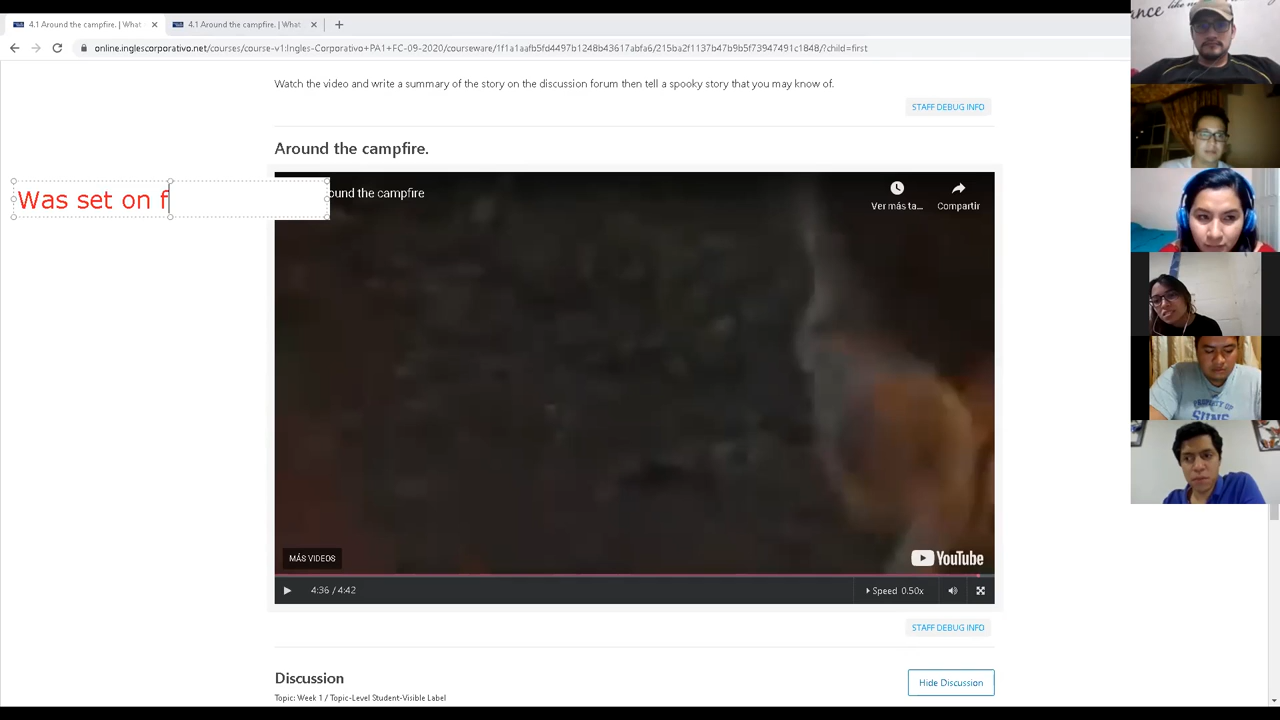 4.1 Around the campfire. | What
4.1 Around the campfire. | What
online.inglescorporativo.net/courses/course-v1:Ingles-Corporativo+PA1+FC-09-2020/courseware/1f1a1aafb5fd4497b1248b43617abfa6/215ba2f1137b47b9b5f73947491c1848/?child=first
Watch the video and write a summary of the story on the discussion forum then tell a spooky story that you may know of.
STAFF DEBUG INFO
Around the campfire.
Was set on f
ound the campfire
Ver más ta...
Compartir
MÁS VIDEOS
YouTube
4:36 / 4:42
Speed 0.50x
STAFF DEBUG INFO
Discussion
Hide Discussion
Topic: Week 1 / Topic-Level Student-Visible Label
PROPERTY OF
SUNS